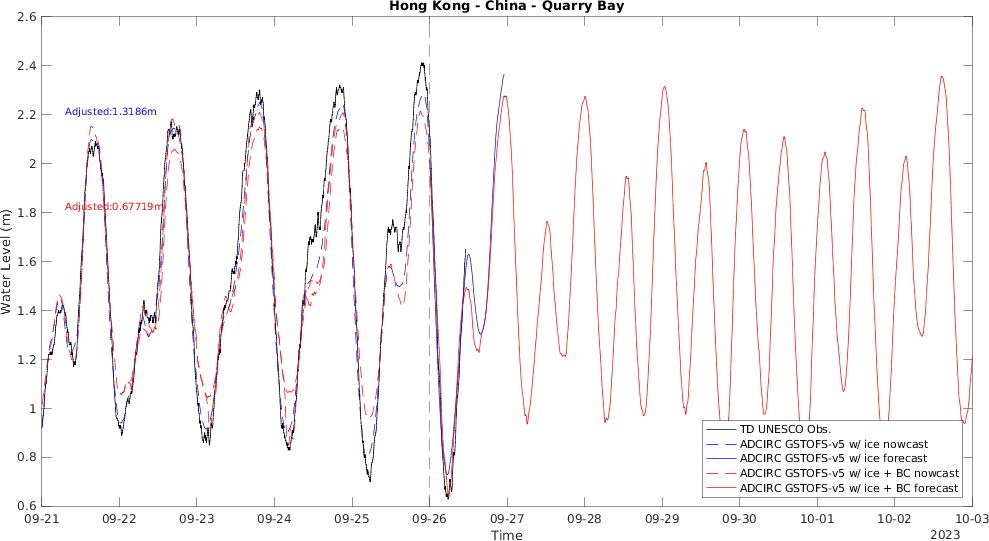 Hong Kong - China - Quarry Bay
Water Level (m)
2.6
2.4
2.2
2
1.8
1.6
1.4
1.2
1
0.8
0.6
Adjusted:1.3186m
Adjusted:0.67719m
TD UNESCO Obs.
ADCIRC GSTOFS-v5 w/ ice nowcast
ADCIRC GSTOFS-v5 w/ ice forecast
ADCIRC GSTOFS-v5 w/ ice + BC nowcast
ADCIRC GSTOFS-v5 w/ ice + BC forecast
09-21 09-22 09-23 09-24 09-25 09-26 09-27 09-28 09-29 09-30 10-01 10-02 10-03
Time
2023